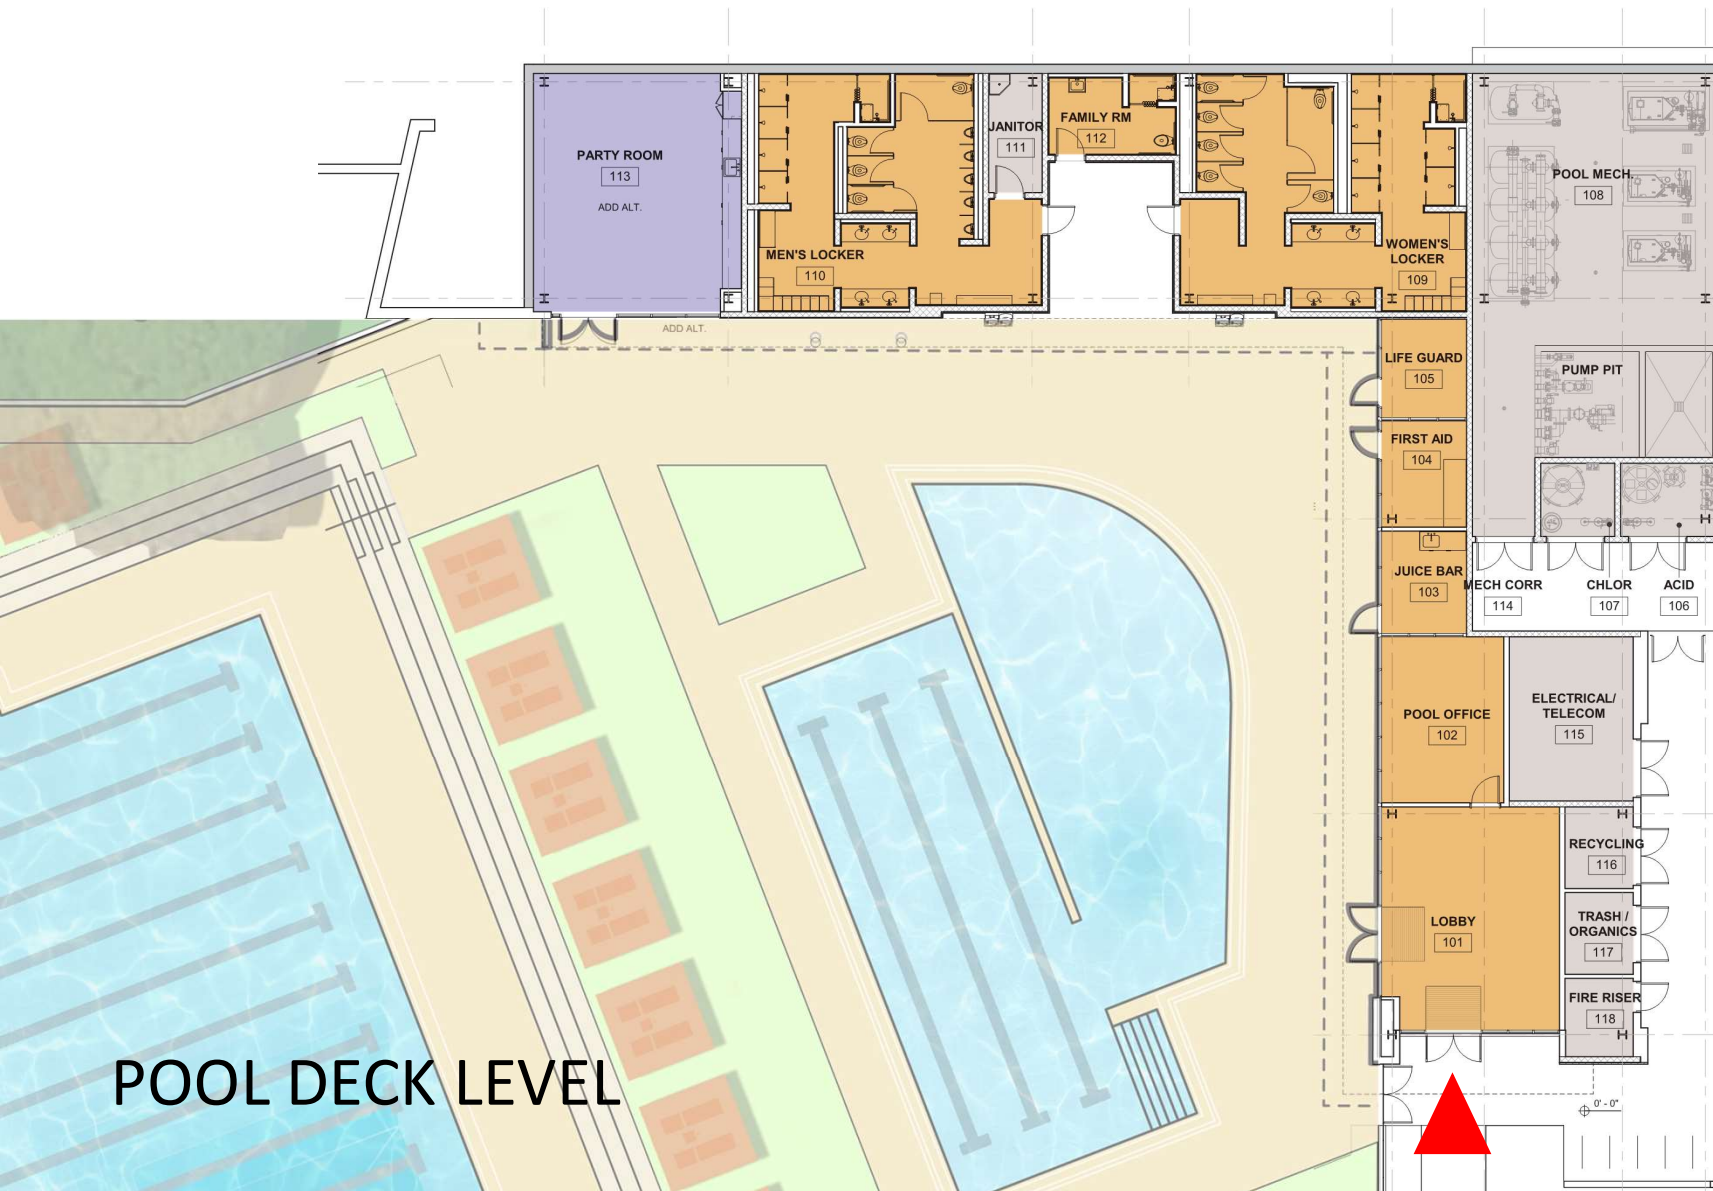 PARTY ROOM
113
ADD ALT.
MEN'S LOCKER
110
JANITOR
111
FAMILY RM
112
WOMEN'S
LOCKER
109
POOL MECH.
108
ADD ALT.
LIFE GUARD
105
PUMP PIT
FIRST AID
104
JUICE BAR
103
MECH CORR
114
CHLOR
107
ACID
106
POOL OFFICE
102
ELECTRICAL/
TELECOM
115
RECYCLING
116
LOBBY
101
TRASH /
ORGANICS
117
FIRE RISER
118
POOL DECK LEVEL
0' - 0"